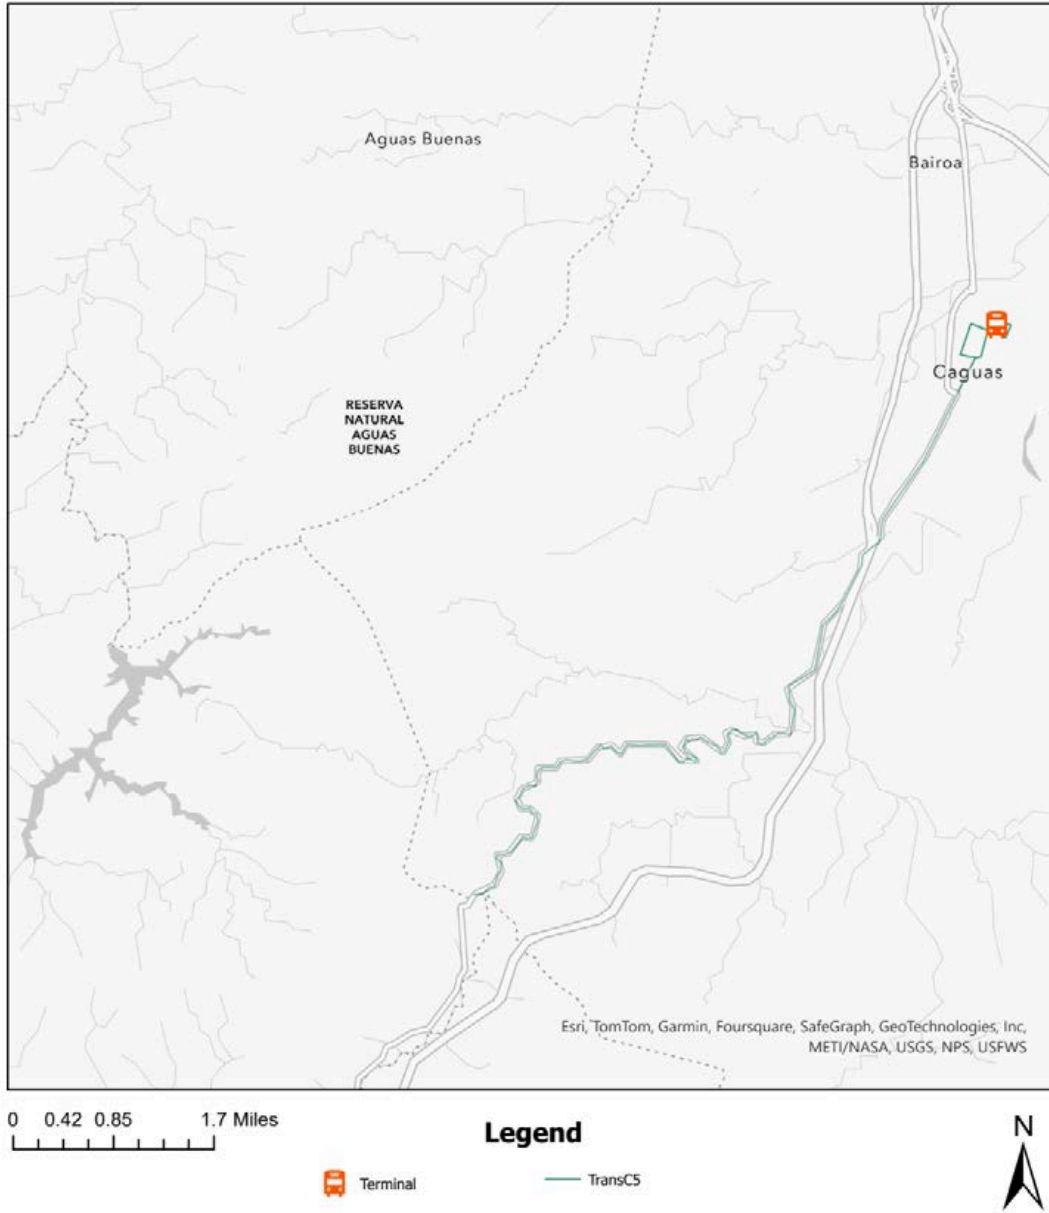 Aguas Buenas
Bairoa
Caguas
RESERVA
NATURAL
AGUAS
BUENAS
Esri, TomTom, Garmin, Foursquare, SafeGraph, GeoTechnologies, Inc,
METI/NASA, USGS, NPS, USFWS
0 0.42 0.85 1.7 Miles
Legend
N
Terminal
TransC5